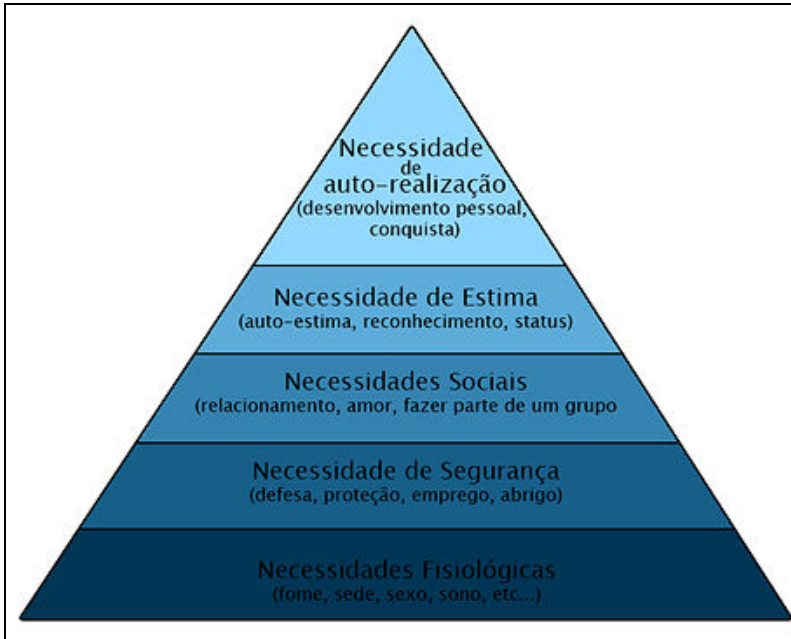 Necessidade
de
auto-realização
(desenvolvimento pessoal,
conquista)
Necessidade de Estima
(auto-estima, reconhecimento, status)
Necessidades Sociais
(relacionamento, amor, fazer parte de um grupo
Necessidade de Segurança
(defesa, proteção, emprego, abrigo)
Necessidades Fisiológicas
(fome, sede, sexo, sono, etc...)